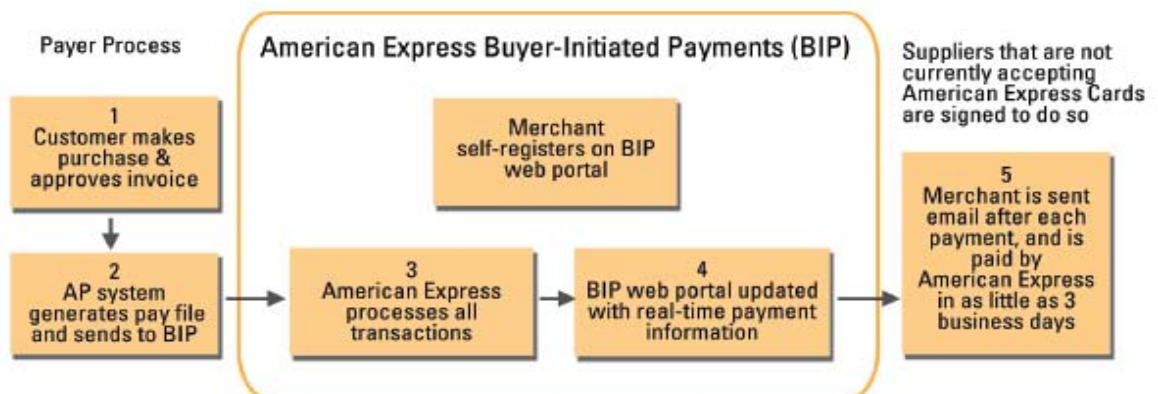 Payer Process
American Express Buyer-Initiated Payments (BIP)
Suppliers that are not
currently accepting
American Express Cards
are signed to do so
1
Customer makes
purchase &
approves invoice
Merchant
self-registers on BIP
web portal
2
AP system
generates pay file
and sends to BIP
3
American Express
processes all
transactions
4
BIP web portal updated
with real-time payment
information
5
Merchant is sent
email after each
payment, and is
paid by
American Express
in as little as 3
business days